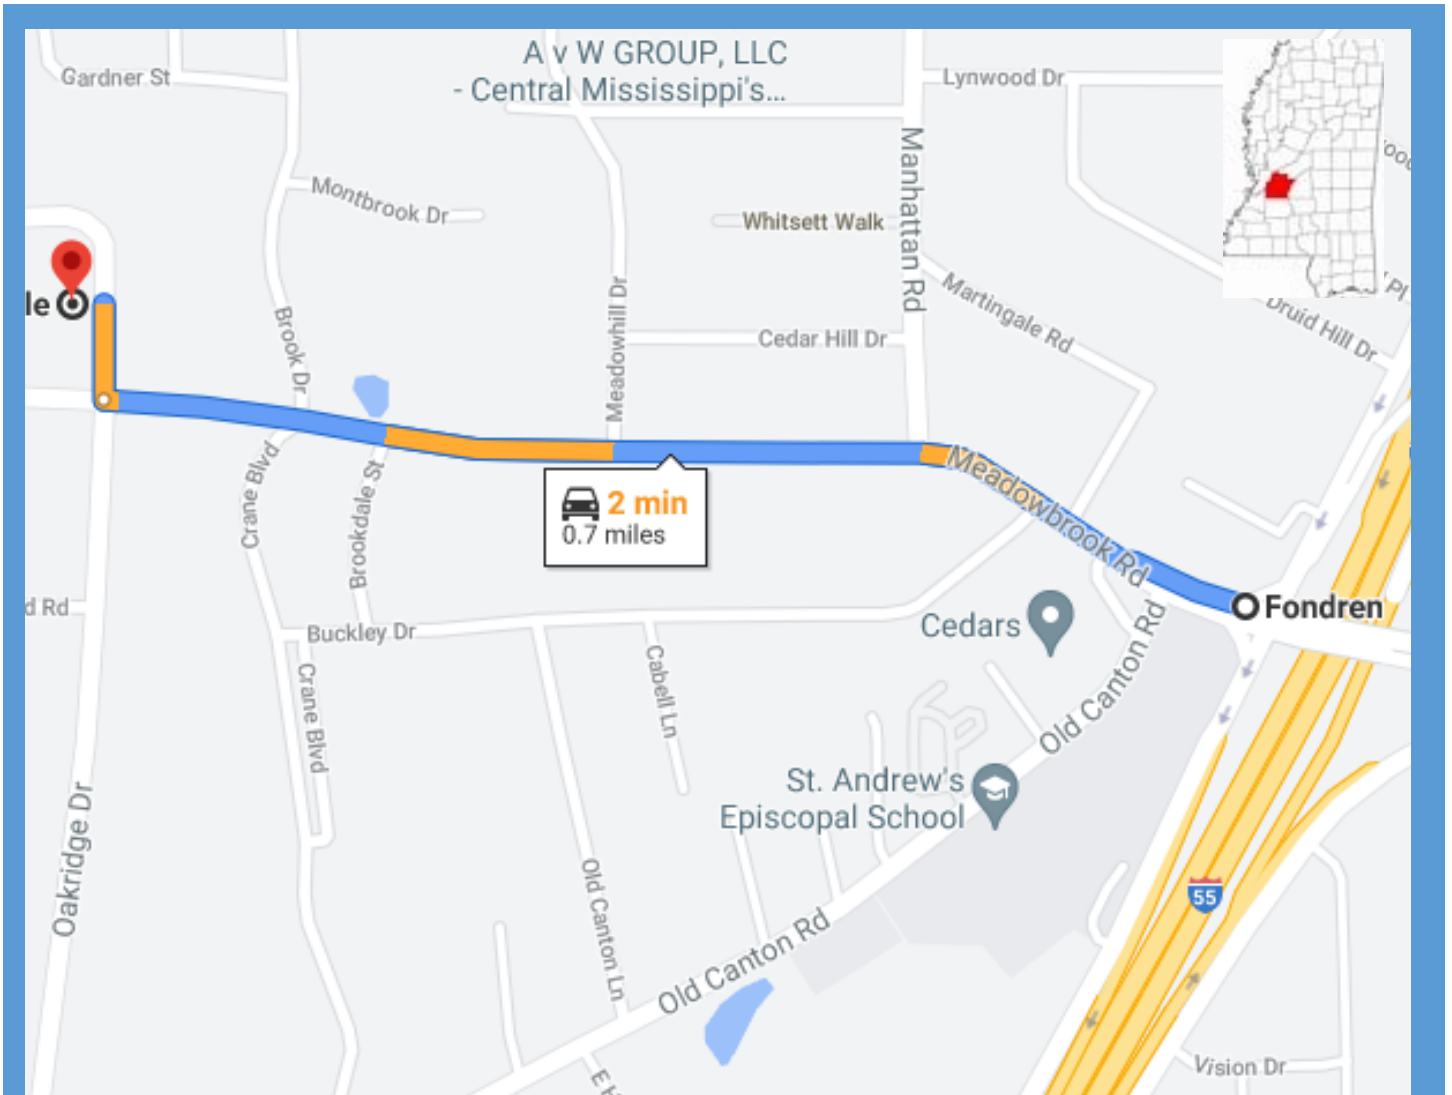 Gardner St
A v W GROUP, LLC
- Central Mississippi's...
Lynwood Dr
Manhattan Rd
Montbrook Dr
Whitsett Walk
le
Brook Dr
Meadowhill Dr
Cedar Hill Dr
Martingale Rd
Druid Hill Dr
Pl
Crane Blvd
Brookdale St
2 min
0.7 miles
Meadowbrook Rd
Fondren
d Rd
Buckley Dr
Cedars
Crane Blvd
Cabell Ln
Old Canton Rd
St. Andrew's
Episcopal School
Oakridge Dr
Old Canton Ln
Old Canton Rd
55
Vision Dr